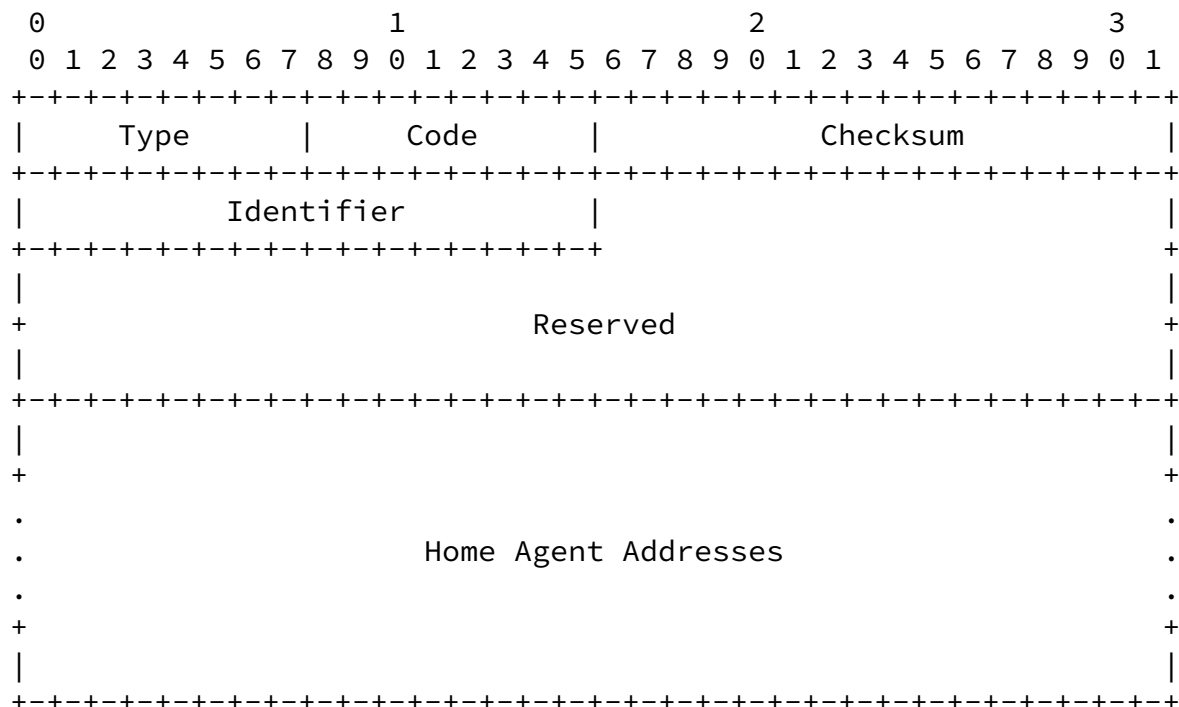 0                   1                   2                   3
 0 1 2 3 4 5 6 7 8 9 0 1 2 3 4 5 6 7 8 9 0 1 2 3 4 5 6 7 8 9 0 1
+-+-+-+-+-+-+-+-+-+-+-+-+-+-+-+-+-+-+-+-+-+-+-+-+-+-+-+-+-+-+-+-+
|     Type      |     Code      |            Checksum           |
+-+-+-+-+-+-+-+-+-+-+-+-+-+-+-+-+-+-+-+-+-+-+-+-+-+-+-+-+-+-+-+-+
|           Identifier          |                               |
+-+-+-+-+-+-+-+-+-+-+-+-+-+-+-+-+                               +
|                                                               |
+                            Reserved                           +
|                                                               |
+-+-+-+-+-+-+-+-+-+-+-+-+-+-+-+-+-+-+-+-+-+-+-+-+-+-+-+-+-+-+-+-+
|                                                               |
+                                                               +
.                                                               .
.                      Home Agent Addresses                     .
.                                                               .
+                                                               +
|                                                               |
+-+-+-+-+-+-+-+-+-+-+-+-+-+-+-+-+-+-+-+-+-+-+-+-+-+-+-+-+-+-+-+-+